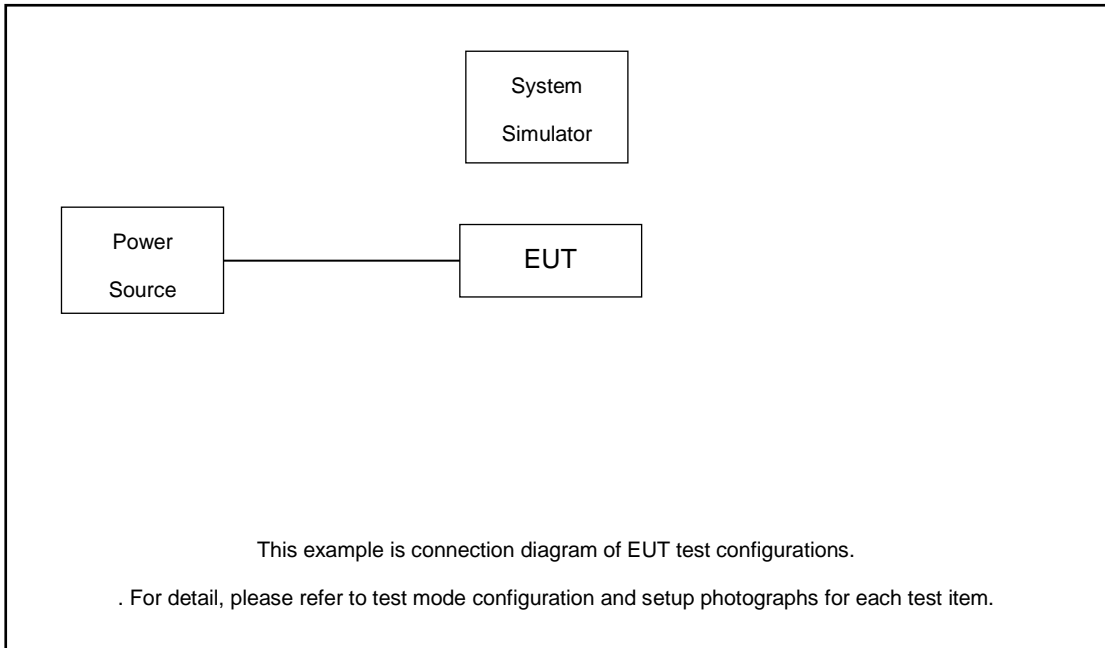 System
Simulator
Power
Source
EUT
This example is connection diagram of EUT test configurations.
. For detail, please refer to test mode configuration and setup photographs for each test item.